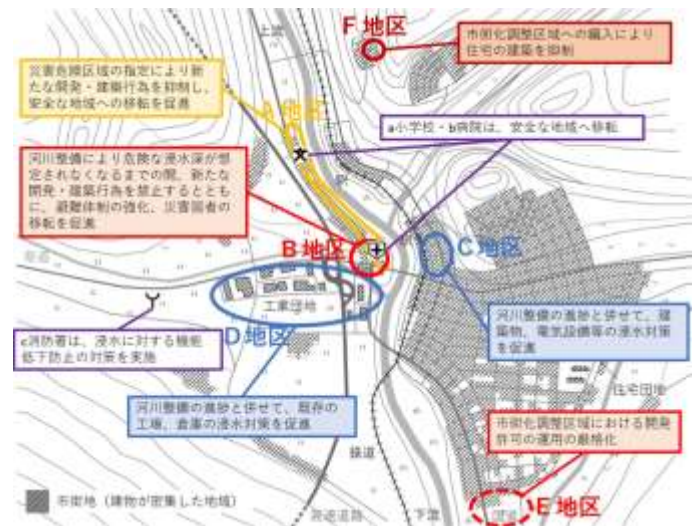 上流
F 地区
市街化調整区域への編入により
住宅の建築を抑制
災害危険区域の指定により新
たな開発・建築行為を抑制し、
安全な地域への移転を促進
A 地区
a小学校・b病院は、安全な地域へ移転
河川整備により危険な浸水深が想
定されなくなるまでの間、新たな
開発・建築行為を禁止するとと
もに、避難体制の強化、災害弱者の
移転を促進
B 地区
C 地区
工業団地
D 地区
c消防署は、浸水に対する機能
低下防止の対策を実施
河川整備の進捗と併せて、建
築物、電気設備等の浸水対策
を促進
河川整備の進捗と併せて、既存の
工場、倉庫の浸水対策を促進
住宅団地
市街化調整区域における開発
許可の運用の厳格化
鉄道
市街地（建物が密集した地域）
高速道路
下流
E 地区